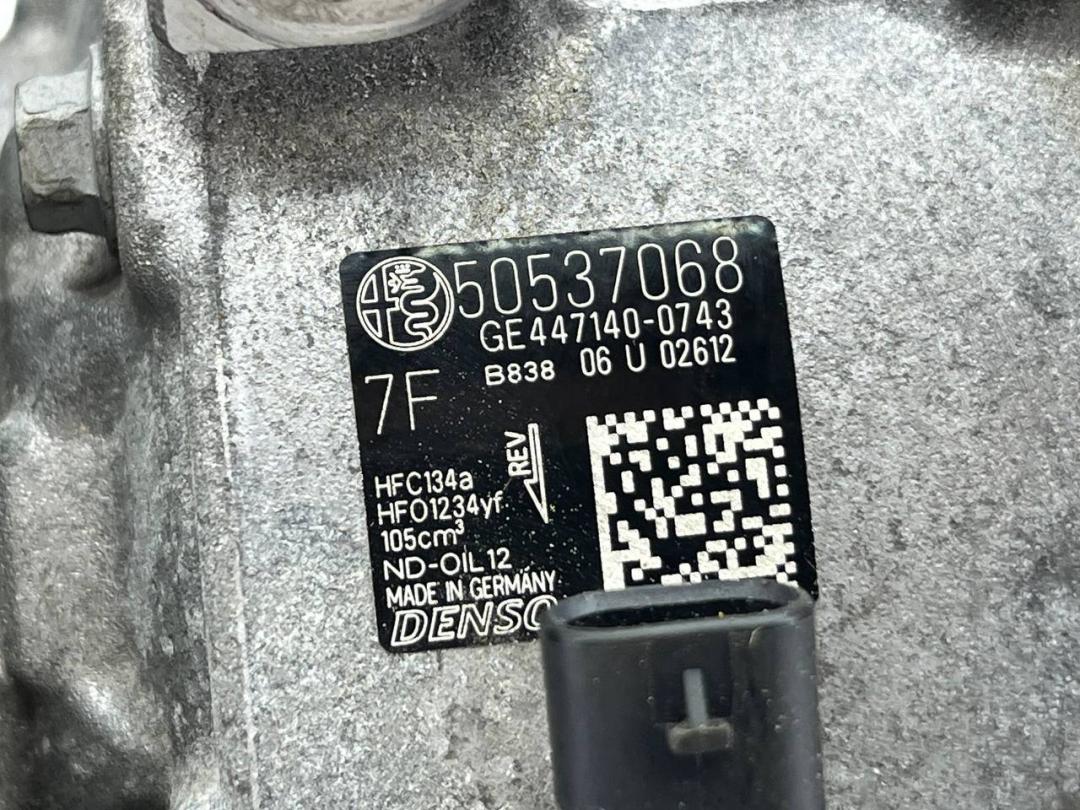 50537068
GE447140-0743
B838 06 U 02612
7F
REV
HFC134a
HFO1234yf
105cm³
ND-OIL12
MADE IN GERMANY
DENSO